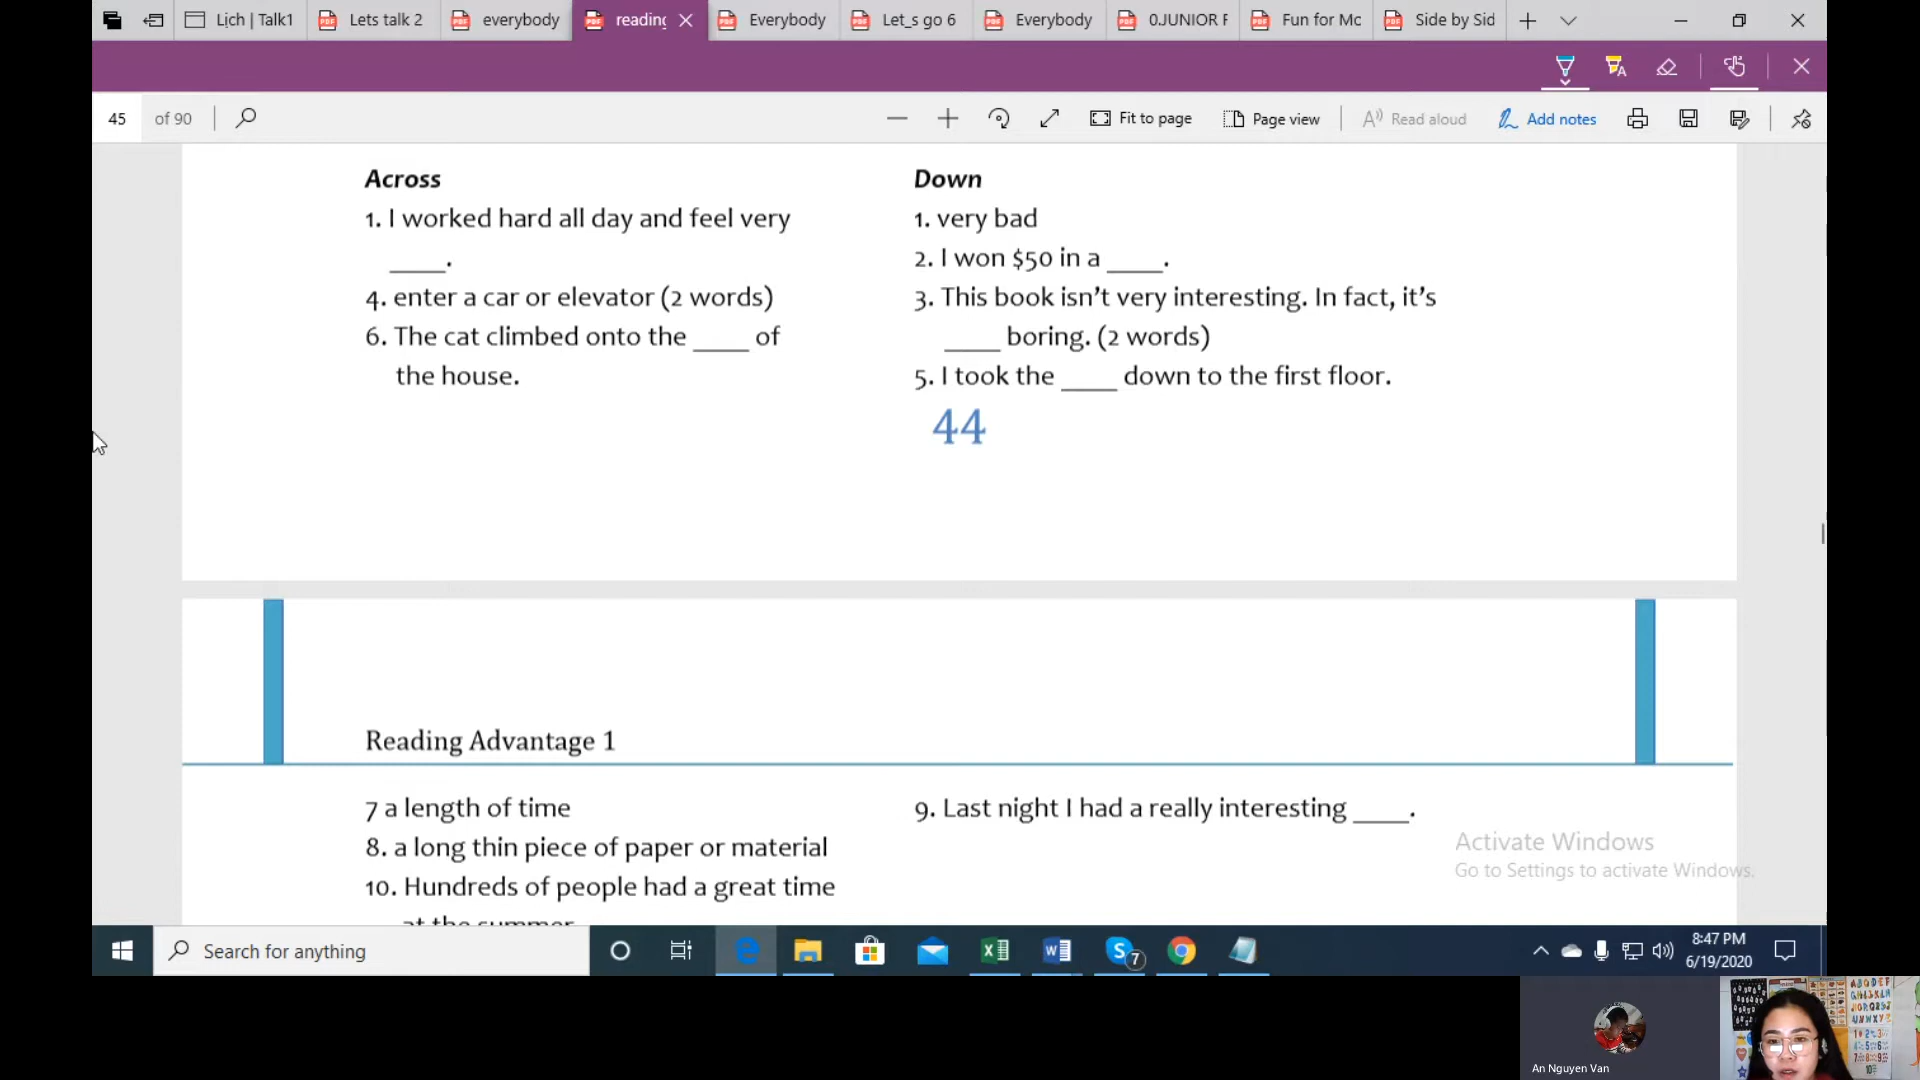 Lịch | Talk1
Lets talk 2
everybody
reading
Everybody
Let_s go 6
Everybody
0JUNIOR F
Fun for Mo
Side by Sid
45 of 90
Fit to page
Page view
Read aloud
Add notes
Across
1. I worked hard all day and feel very
____.
4. enter a car or elevator (2 words)
6. The cat climbed onto the ____ of
the house.
Down
1. very bad
2. I won $50 in a ____.
3. This book isn't very interesting. In fact, it's
____ boring. (2 words)
5. I took the ____ down to the first floor.
44
Reading Advantage 1
7 a length of time
8. a long thin piece of paper or material
10. Hundreds of people had a great time
at the summer
9. Last night I had a really interesting ____.
Activate Windows
Go to Settings to activate Windows.
Search for anything
7
8:47 PM
6/19/2020
An Nguyen Van